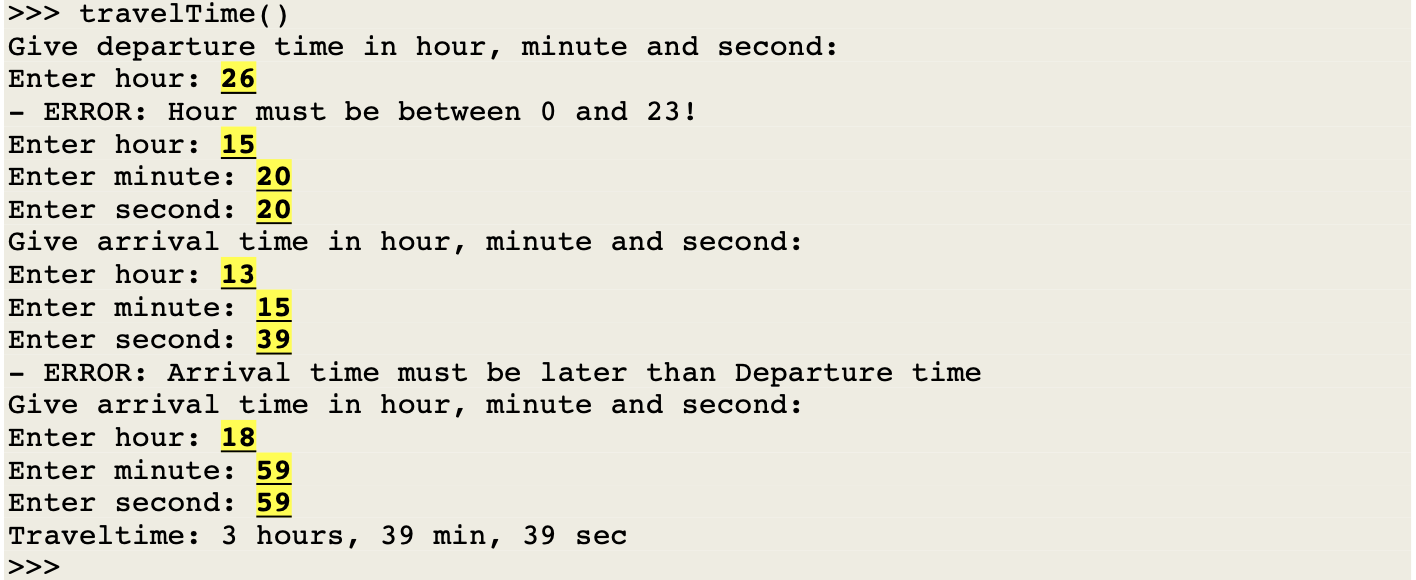 >>> travelTime()
Give departure time in hour, minute and second:
Enter hour: 26
- ERROR: Hour must be between 0 and 23!
Enter hour: 15
Enter minute: 20
Enter second: 20
Give arrival time in hour, minute and second:
Enter hour: 13
Enter minute: 15
Enter second: 39
- ERROR: Arrival time must be later than Departure time
Give arrival time in hour, minute and second:
Enter hour: 18
Enter minute: 59
Enter second: 59
Traveltime: 3 hours, 39 min, 39 sec
>>>